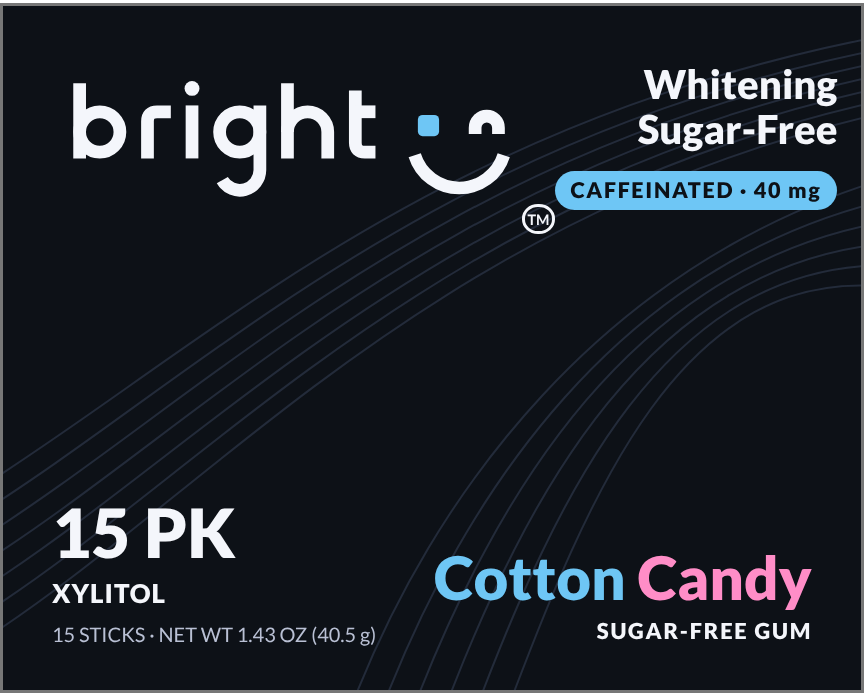 bright
TM
Whitening
Sugar-Free
CAFFEINATED · 40 mg
15 PK
XYLITOL
15 STICKS · NET WT 1.43 OZ (40.5 g)
Cotton Candy
SUGAR-FREE GUM